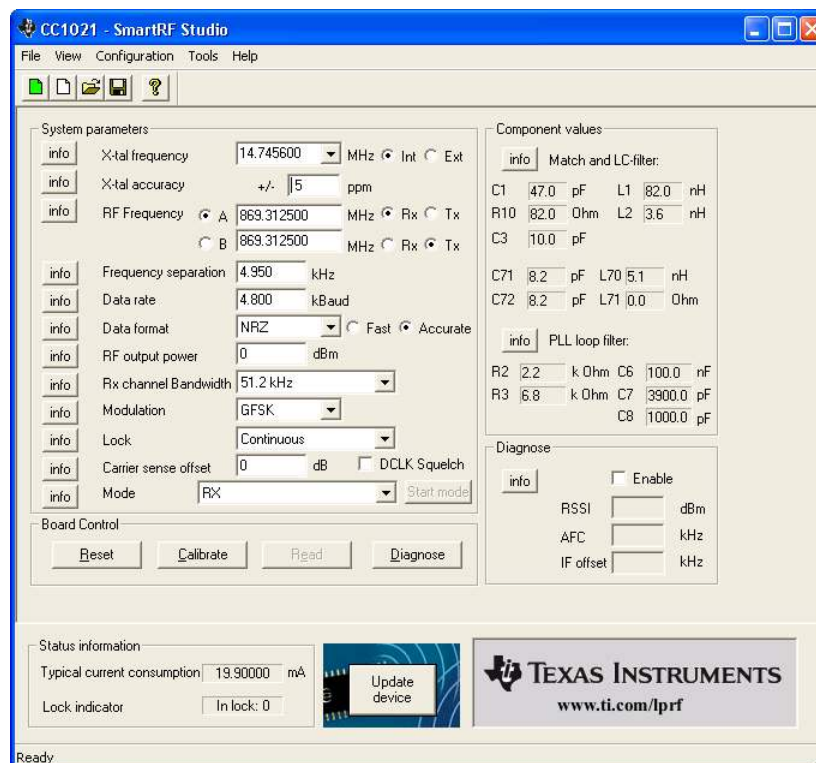 CC1021 - SmartRF Studio
File View Configuration Tools Help
System parameters
info X-tal frequency 14.745600 MHz Int Ext
info X-tal accuracy +/- 5 ppm
info RF Frequency A 869.312500 MHz Rx Tx
B 869.312500 MHz Rx Tx
info Frequency separation 4.950 kHz
info Data rate 4.800 kBaud
info Data format NRZ Fast Accurate
info RF output power 0 dBm
info Rx channel Bandwidth 51.2 kHz
info Modulation GFSK
info Lock Continuous
info Carrier sense offset 0 dB DCLK Squelch
info Mode RX Start mode
Board Control
Reset Calibrate Read Diagnose
Component values
info Match and LC-filter:
C1 47.0 pF L1 82.0 nH
R10 82.0 Ohm L2 3.6 nH
C3 10.0 pF
C71 8.2 pF L70 5.1 nH
C72 8.2 pF L71 0.0 Ohm
info PLL loop filter:
R2 2.2 k Ohm C6 100.0 nF
R3 6.8 k Ohm C7 3900.0 pF
C8 1000.0 pF
Diagnose
info Enable
RSSI dBm
AFC kHz
IF offset kHz
Status information
Typical current consumption 19.90000 mA
Lock indicator In lock: 0
Update
device
TEXAS INSTRUMENTS
www.ti.com/lprf
Ready